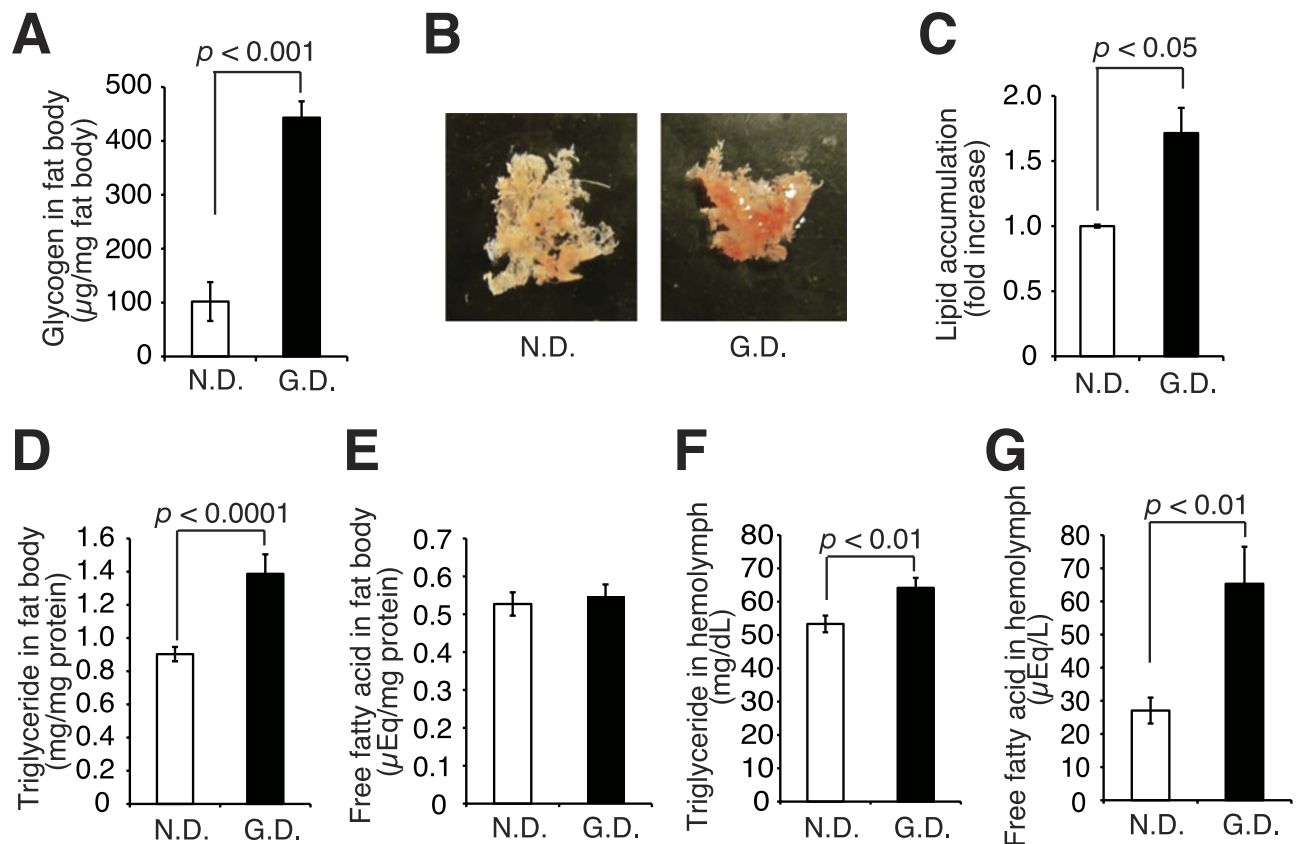 A
p < 0.001
Glycogen in fat body
(µg/mg fat body)
500
400
300
200
100
0
N.D.
G.D.
B
N.D.
G.D.
C
p < 0.05
Lipid accumulation
(fold increase)
2.0
1.5
1.0
0.5
0
N.D.
G.D.
D
p < 0.0001
Triglyceride in fat body
(mg/mg protein)
1.6
1.4
1.2
1.0
0.8
0.6
0.4
0.2
0
N.D.
G.D.
E
Free fatty acid in fat body
(µEq/mg protein)
0.7
0.6
0.5
0.4
0.3
0.2
0.1
0
N.D.
G.D.
F
p < 0.01
Triglyceride in hemolymph
(mg/dL)
80
70
60
50
40
30
20
10
0
N.D.
G.D.
G
p < 0.01
Free fatty acid in hemolymph
(µEq/L)
80
70
60
50
40
30
20
10
0
N.D.
G.D.